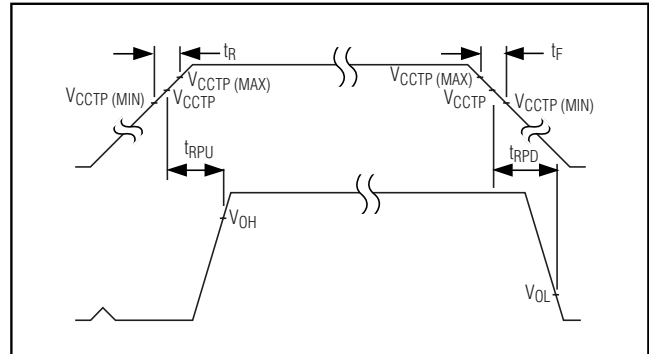 tR
tF
VCCTP (MAX)
VCCTP (MAX)
VCCTP (MIN)
VCCTP
VCCTP
VCCTP (MIN)
tRPU
tRPD
VOH
VOL